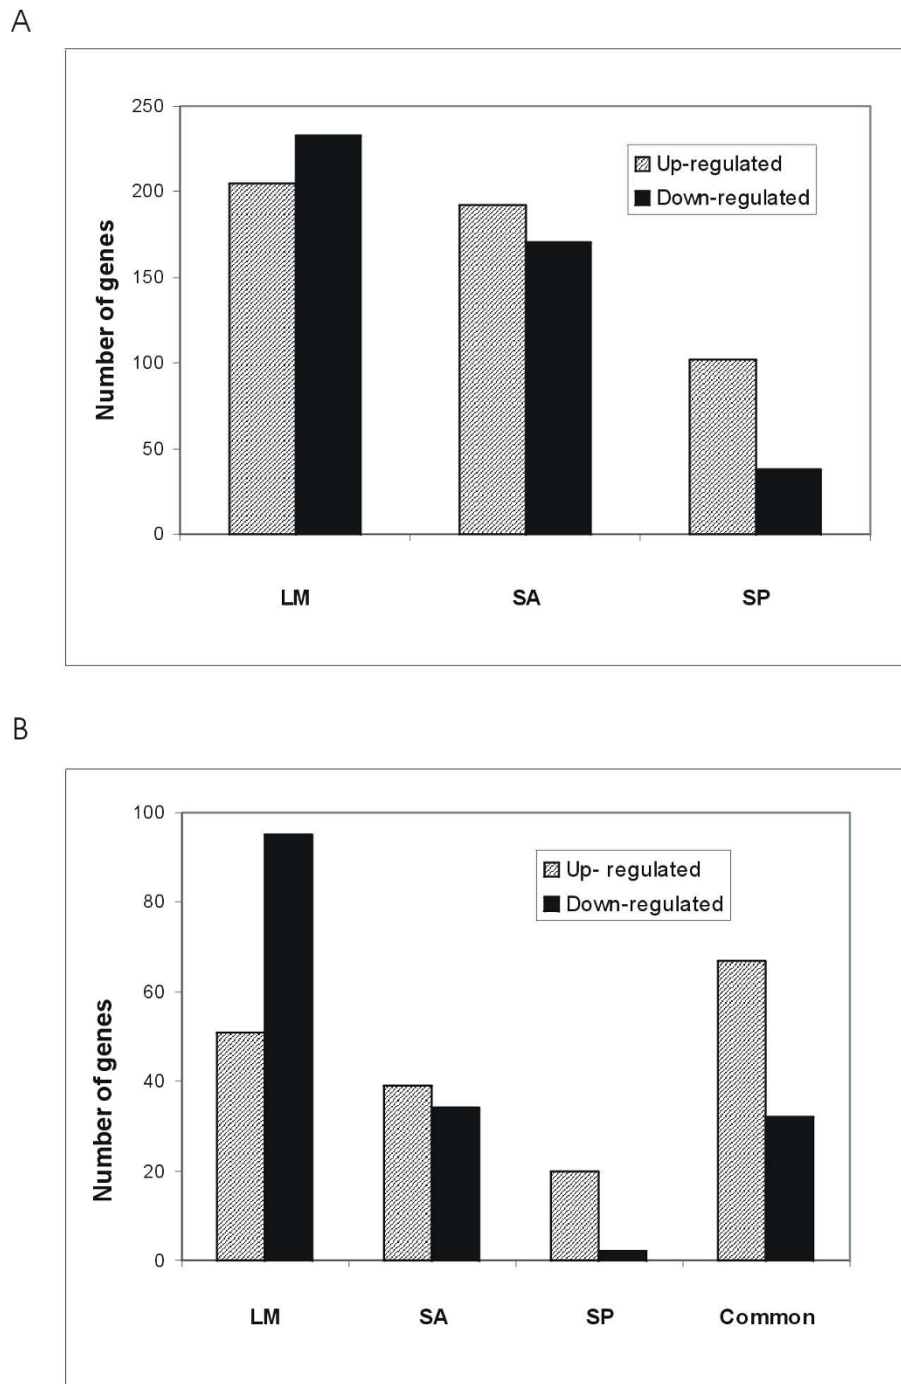 A
250
200
150
100
50
0
Number of genes
Up-regulated
Down-regulated
LM SA SP
B
100
80
60
40
20
0
Number of genes
Up- regulated
Down-regulated
LM SA SP Common